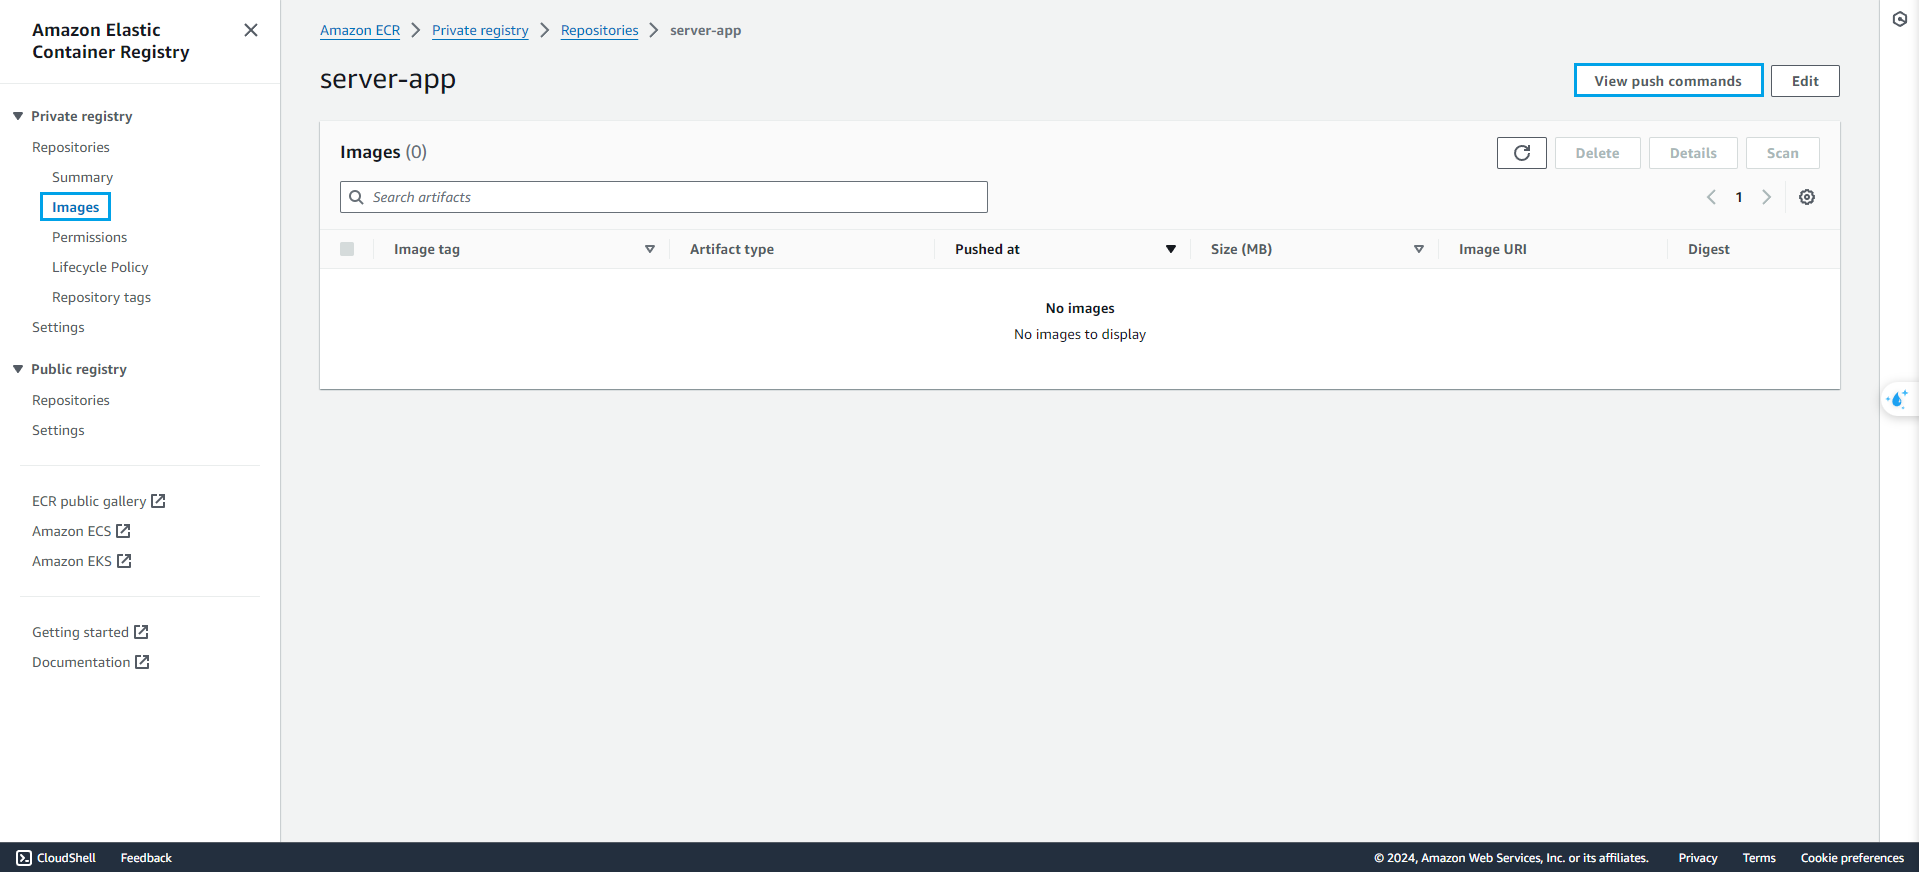 Amazon Elastic
Container Registry
Private registry
Repositories
Summary
Images
Permissions
Lifecycle Policy
Repository tags
Settings
Public registry
Repositories
Settings
ECR public gallery
Amazon ECS
Amazon EKS
Getting started
Documentation
Amazon ECR Private registry Repositories server-app
server-app
View push commands Edit
Images (0)
Delete Details Scan
Search artifacts
1
Image tag Artifact type Pushed at Size (MB) Image URI Digest
No images
No images to display
CloudShell Feedback © 2024, Amazon Web Services, Inc. or its affiliates. Privacy Terms Cookie preferences